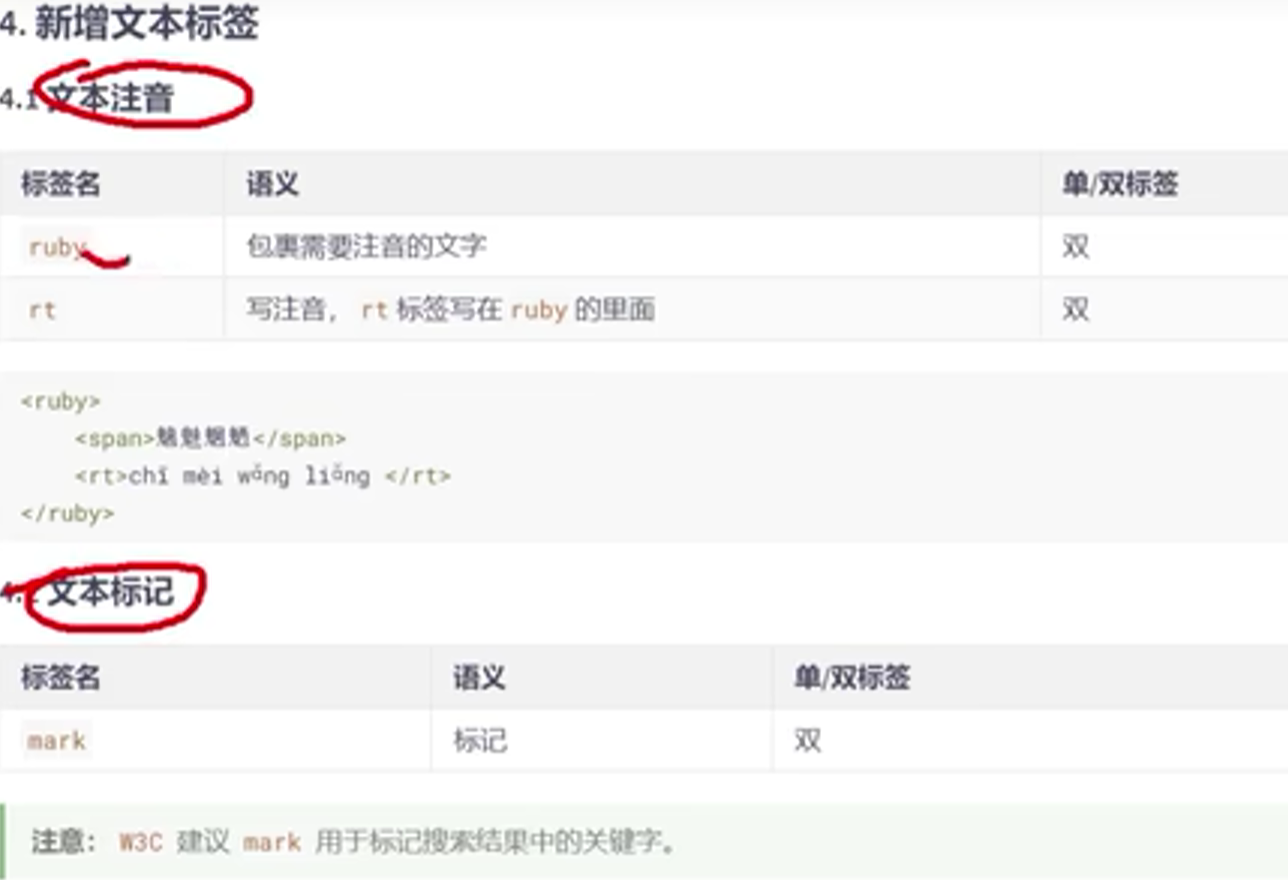 4. 新增文本标签
4.1 文本注音
标签名 语义 单/双标签
ruby 包裹需要注音的文字 双
rt 写注音，rt 标签写在 ruby 的里面 双
<ruby>
<span>魑魅魍魉</span>
<rt>chī mèi wǎng liǎng </rt>
</ruby>
4.2 文本标记
标签名 语义 单/双标签
mark 标记 双
注意：W3C 建议 mark 用于标记搜索结果中的关键字。